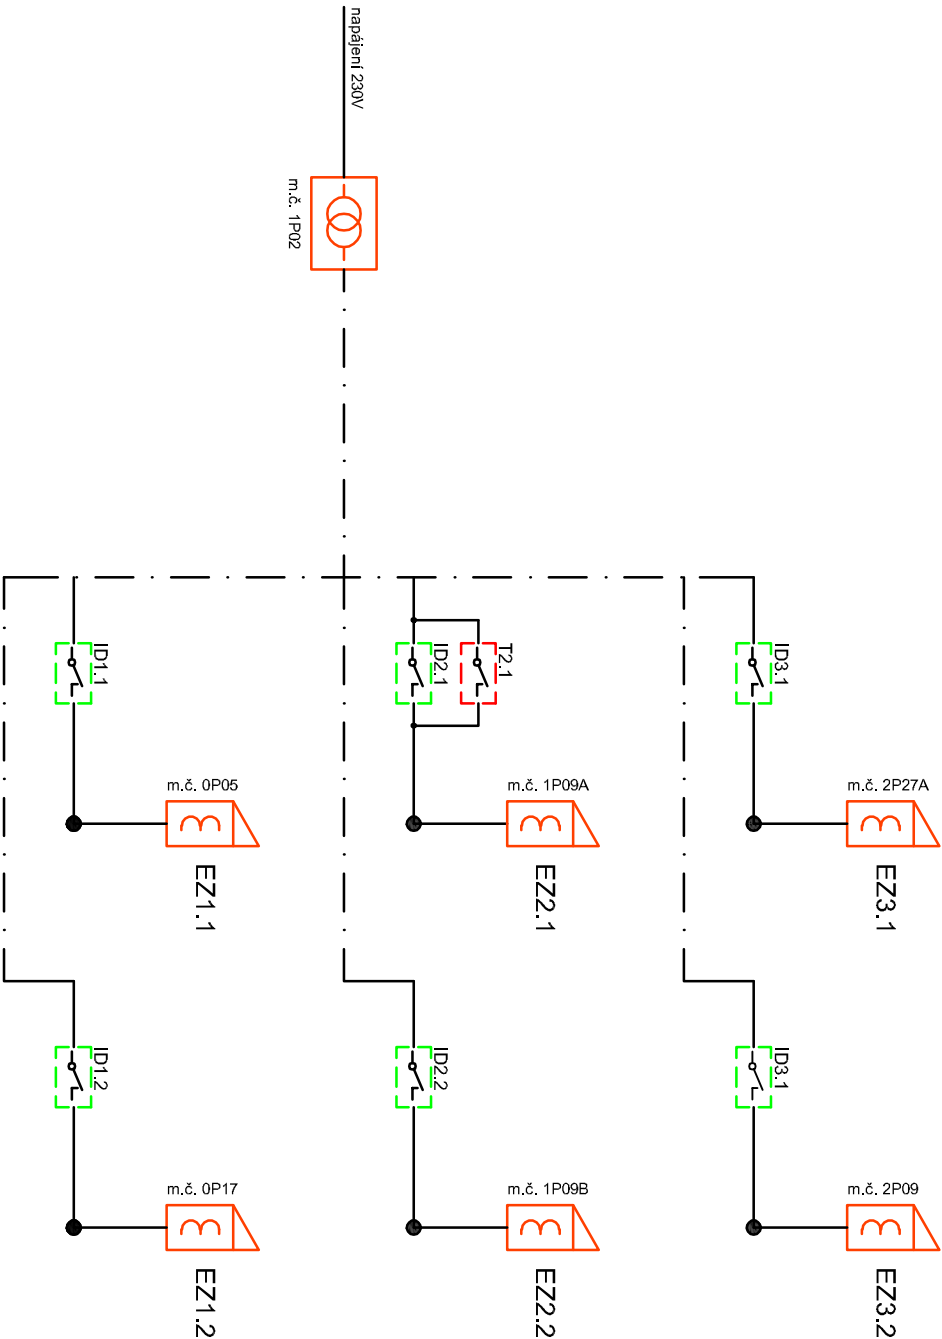 napájení 230V
m.č. 1P02
ID3.1
T2.1
ID2.1
ID1.1
m.č. 2P27A
EZ3.1
m.č. 1P09A
EZ2.1
m.č. 0P05
EZ1.1
ID3.1
ID2.2
ID1.2
m.č. 2P09
EZ3.2
m.č. 1P09B
EZ2.2
m.č. 0P17
EZ1.2